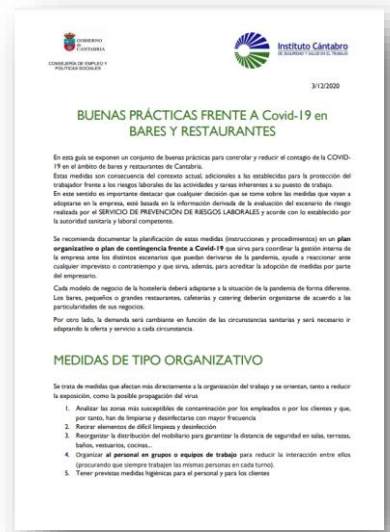 GOBIERNO
de
CANTABRIA
CONSEJERÍA DE EMPLEO Y
POLÍTICAS SOCIALES
Instituto Cántabro
DE SEGURIDAD Y SALUD EN EL TRABAJO
3/12/2020
BUENAS PRÁCTICAS FRENTE A Covid-19 en
BARES Y RESTAURANTES
En esta guía se exponen un conjunto de buenas prácticas para controlar y reducir el contagio de la COVID-
19 en el ámbito de bares y restaurantes de Cantabria.
Estas medidas son consecuencia del contexto actual, adicionales a las establecidas para la protección del
trabajador frente a los riesgos laborales de las actividades y tareas inherentes a su puesto de trabajo.
En este sentido es importante destacar que cualquier decisión que se tome sobre las medidas que vayan a
adoptarse en la empresa, esté basada en la información derivada de la evaluación del escenario de riesgo
realizada por el SERVICIO DE PREVENCIÓN DE RIESGOS LABORALES y acorde con lo establecido por
la autoridad sanitaria y laboral competente.
Se recomienda documentar la planificación de estas medidas (instrucciones y procedimientos) en un plan
organizativo o plan de contingencia frente a Covid-19 que sirva para coordinar la gestión interna de
la empresa ante los distintos escenarios que puedan derivarse de la pandemia, ayude a reaccionar ante
cualquier imprevisto o contratiempo y que sirva, además, para acreditar la adopción de medidas por parte
del empresario.
Cada modelo de negocio de la hostelería deberá adaptarse a la situación de la pandemia de forma diferente.
Los bares, pequeños o grandes restaurantes, cafeterías y catering deberán organizarse de acuerdo a las
particularidades de sus negocios.
Por otro lado, la demanda será cambiante en función de las circunstancias sanitarias y será necesario ir
adaptando la oferta y servicio a cada circunstancia.
MEDIDAS DE TIPO ORGANIZATIVO
Se trata de medidas que afectan más directamente a la organización del trabajo y se orientan, tanto a reducir
la exposición, como la posible propagación del virus
1. Analizar las zonas más susceptibles de contaminación por los empleados o por los clientes y que,
por tanto, han de limpiarse y desinfectarse con mayor frecuencia
2. Retirar elementos de difícil limpieza y desinfección
3. Reorganizar la distribución del mobiliario para garantizar la distancia de seguridad en salas, terrazas,
baños, vestuarios, cocinas...
4. Organizar al personal en grupos o equipos de trabajo para reducir la interacción entre ellos
(procurando que siempre trabajen las mismas personas en cada turno).
5. Tener previstas medidas higiénicas para el personal y para los clientes